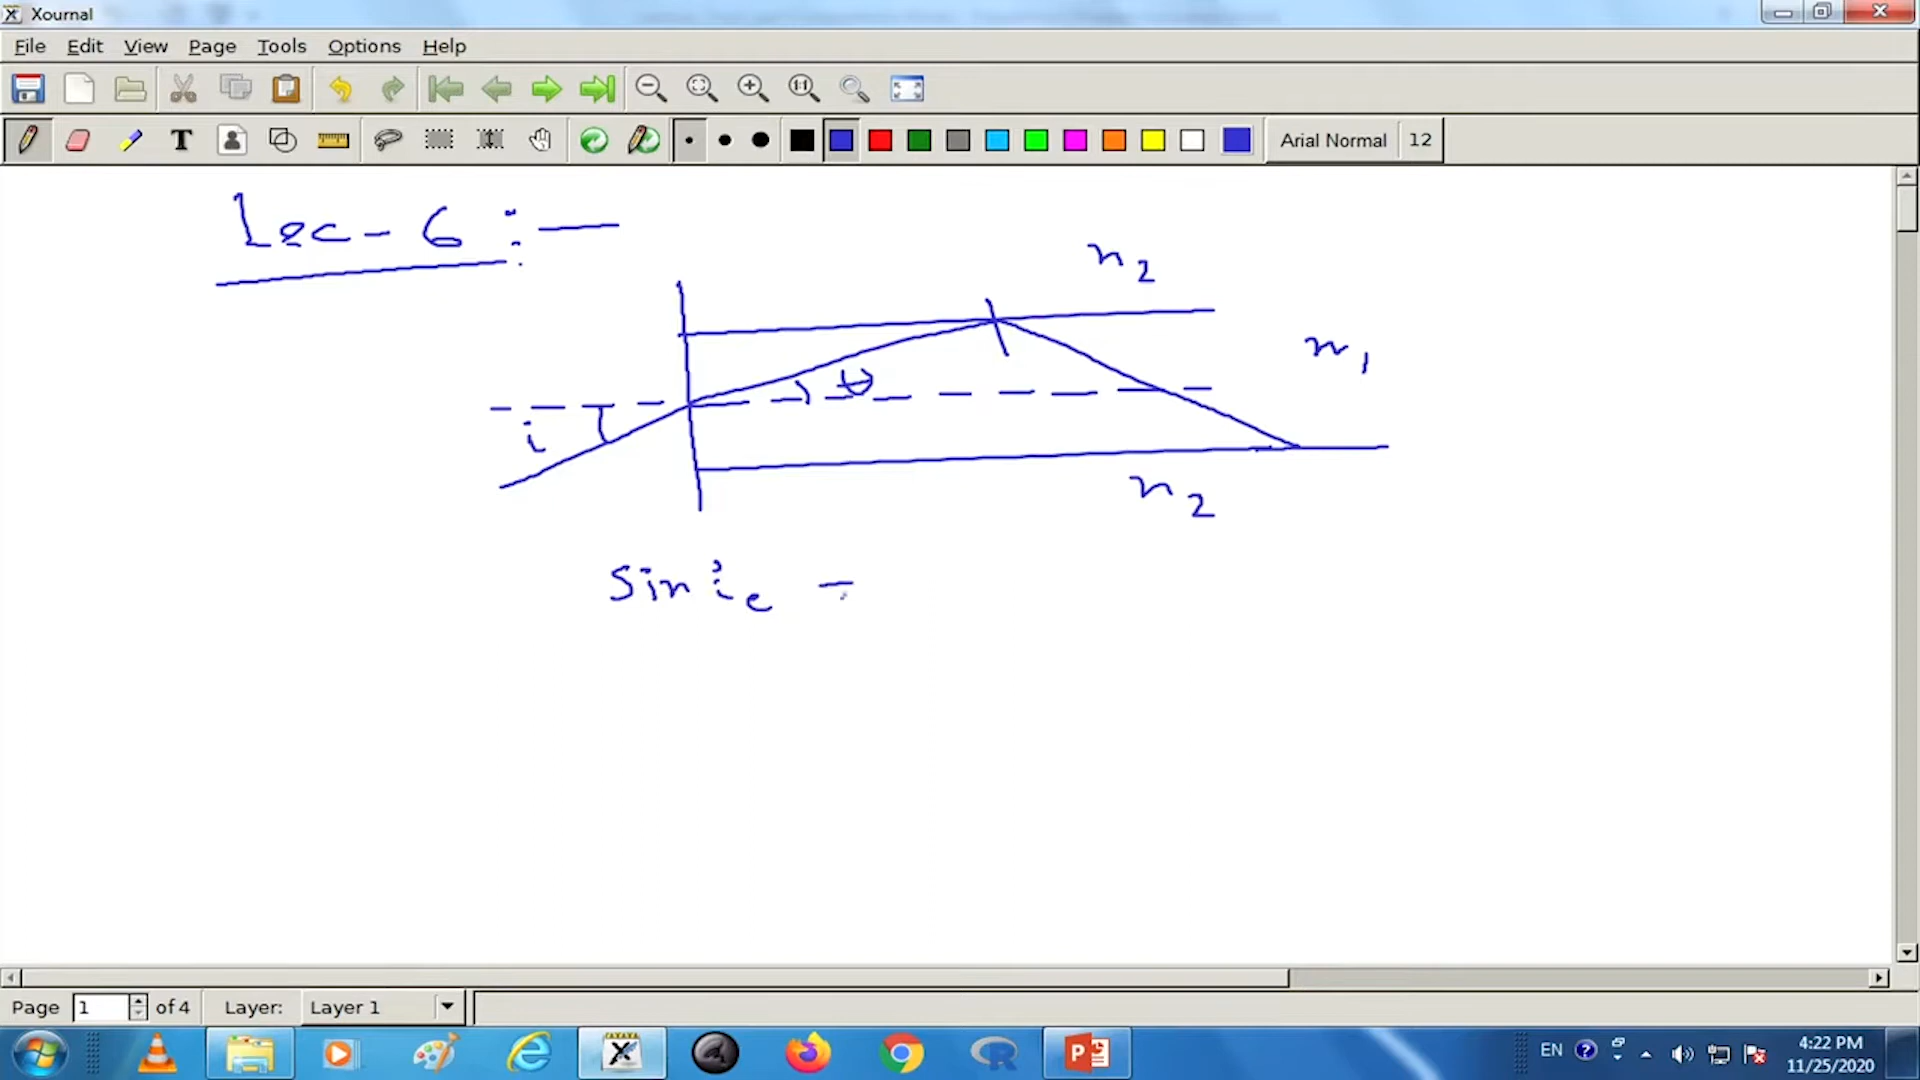 Xournal
File Edit View Page Tools Options Help
Arial Normal 12
Lec - 6 : —
n2
n1
θ
i
n2
Sin ic =
Page 1 of 4 Layer: Layer 1
EN 4:22 PM
11/25/2020